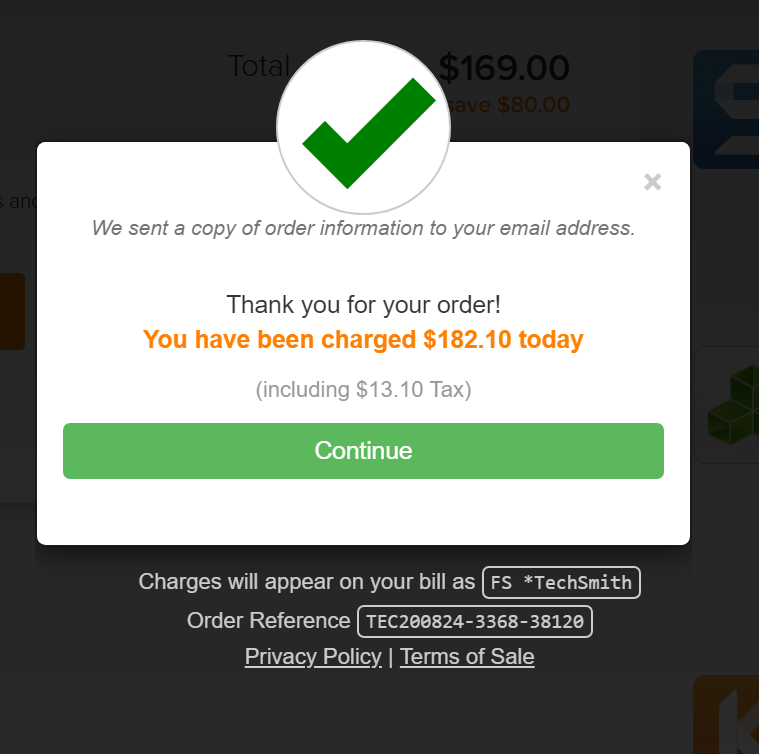 Total
$169.00
save $80.00
s and
×
We sent a copy of order information to your email address.
Thank you for your order!
You have been charged $182.10 today
(including $13.10 Tax)
Continue
Charges will appear on your bill as FS *TechSmith
Order Reference TEC200824-3368-38120
Privacy Policy | Terms of Sale